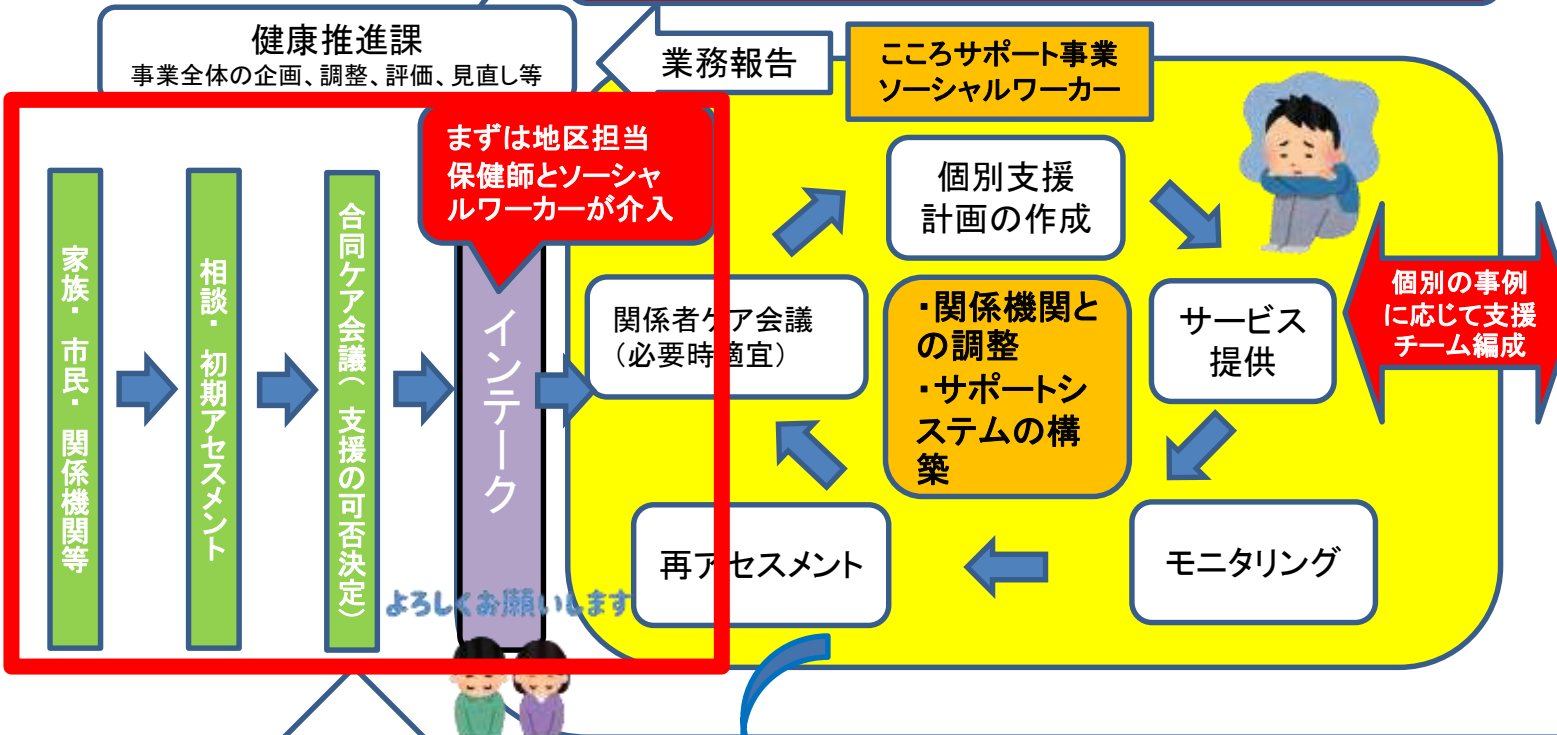 健康推進課
事業全体の企画、調整、評価、見直し等
業務報告
こころサポート事業
ソーシャルワーカー
まずは地区担当
保健師とソーシャ
ルワーカーが介入
家族・市民・関係機関等
相談・初期アセスメント
合同ケア会議（支援の可否決定）
インテーク
関係者ケア会議
（必要時適宜）
個別支援
計画の作成
・関係機関と
の調整
・サポートシ
ステムの構
築
サービス
提供
個別の事例
に応じて支援
チーム編成
再アセスメント
モニタリング
よろしくお願いします